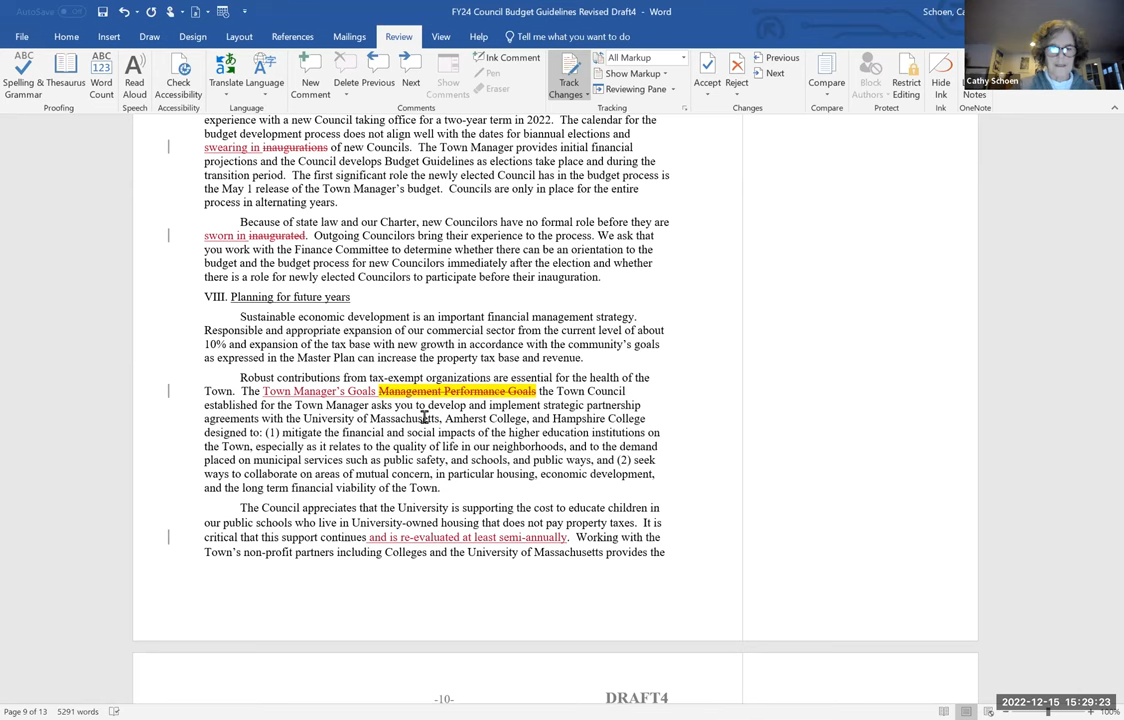 AutoSave Off
FY24 Council Budget Guidelines Revised Draft4 - Word
Schoen, Ca
File Home Insert Draw Design Layout References Mailings Review View Help Tell me what you want to do
Spelling & Grammar
Thesaurus
Word Count
Read Aloud
Check Accessibility
Translate
Language
New Comment
Delete
Previous
Next
Show Comments
Ink Comment
Pen
Eraser
Track Changes
All Markup
Show Markup
Reviewing Pane
Accept
Reject
Previous
Next
Compare
Block Authors
Restrict Editing
Hide Ink
Notes
Proofing Speech Accessibility Language Comments Tracking Changes Compare Protect Ink OneNote
Cathy Schoen
experience with a new Council taking office for a two-year term in 2022. The calendar for the
budget development process does not align well with the dates for biannual elections and
swearing in inaugurations of new Councils. The Town Manager provides initial financial
projections and the Council develops Budget Guidelines as elections take place and during the
transition period. The first significant role the newly elected Council has in the budget process is
the May 1 release of the Town Manager's budget. Councils are only in place for the entire
process in alternating years.
Because of state law and our Charter, new Councilors have no formal role before they are
sworn in inaugurated. Outgoing Councilors bring their experience to the process. We ask that
you work with the Finance Committee to determine whether there can be an orientation to the
budget and the budget process for new Councilors immediately after the election and whether
there is a role for newly elected Councilors to participate before their inauguration.
VIII. Planning for future years
Sustainable economic development is an important financial management strategy.
Responsible and appropriate expansion of our commercial sector from the current level of about
10% and expansion of the tax base with new growth in accordance with the community's goals
as expressed in the Master Plan can increase the property tax base and revenue.
Robust contributions from tax-exempt organizations are essential for the health of the
Town. The Town Manager's Goals Management Performance Goals the Town Council
established for the Town Manager asks you to develop and implement strategic partnership
agreements with the University of Massachusetts, Amherst College, and Hampshire College
designed to: (1) mitigate the financial and social impacts of the higher education institutions on
the Town, especially as it relates to the quality of life in our neighborhoods, and to the demand
placed on municipal services such as public safety, and schools, and public ways, and (2) seek
ways to collaborate on areas of mutual concern, in particular housing, economic development,
and the long term financial viability of the Town.
The Council appreciates that the University is supporting the cost to educate children in
our public schools who live in University-owned housing that does not pay property taxes. It is
critical that this support continues and is re-evaluated at least semi-annually. Working with the
Town's non-profit partners including Colleges and the University of Massachusetts provides the
-10- DRAFT4
2022-12-15 15:29:23
Page 9 of 13 5291 words
100%